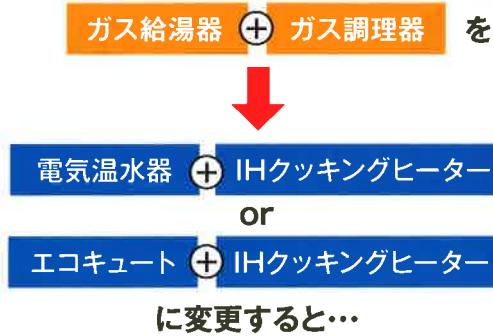 ガス給湯器 + ガス調理器 を
電気温水器 + IHクッキングヒーター
or
エコキュート + IHクッキングヒーター
に変更すると…